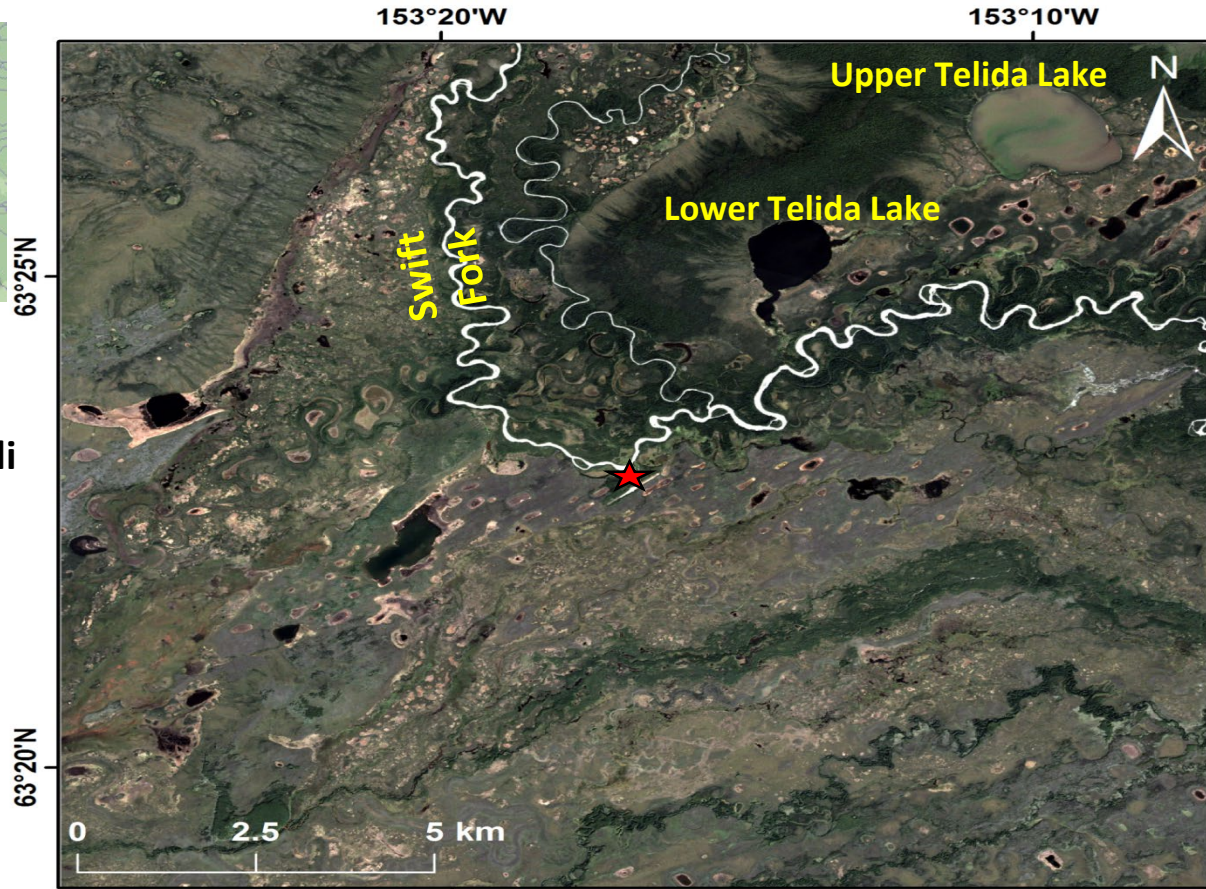 153°20'W 153°10'W
Upper Telida Lake
N
Lower Telida Lake
Swift
Fork
63°25'N
li
63°20'N
0 2.5 5 km